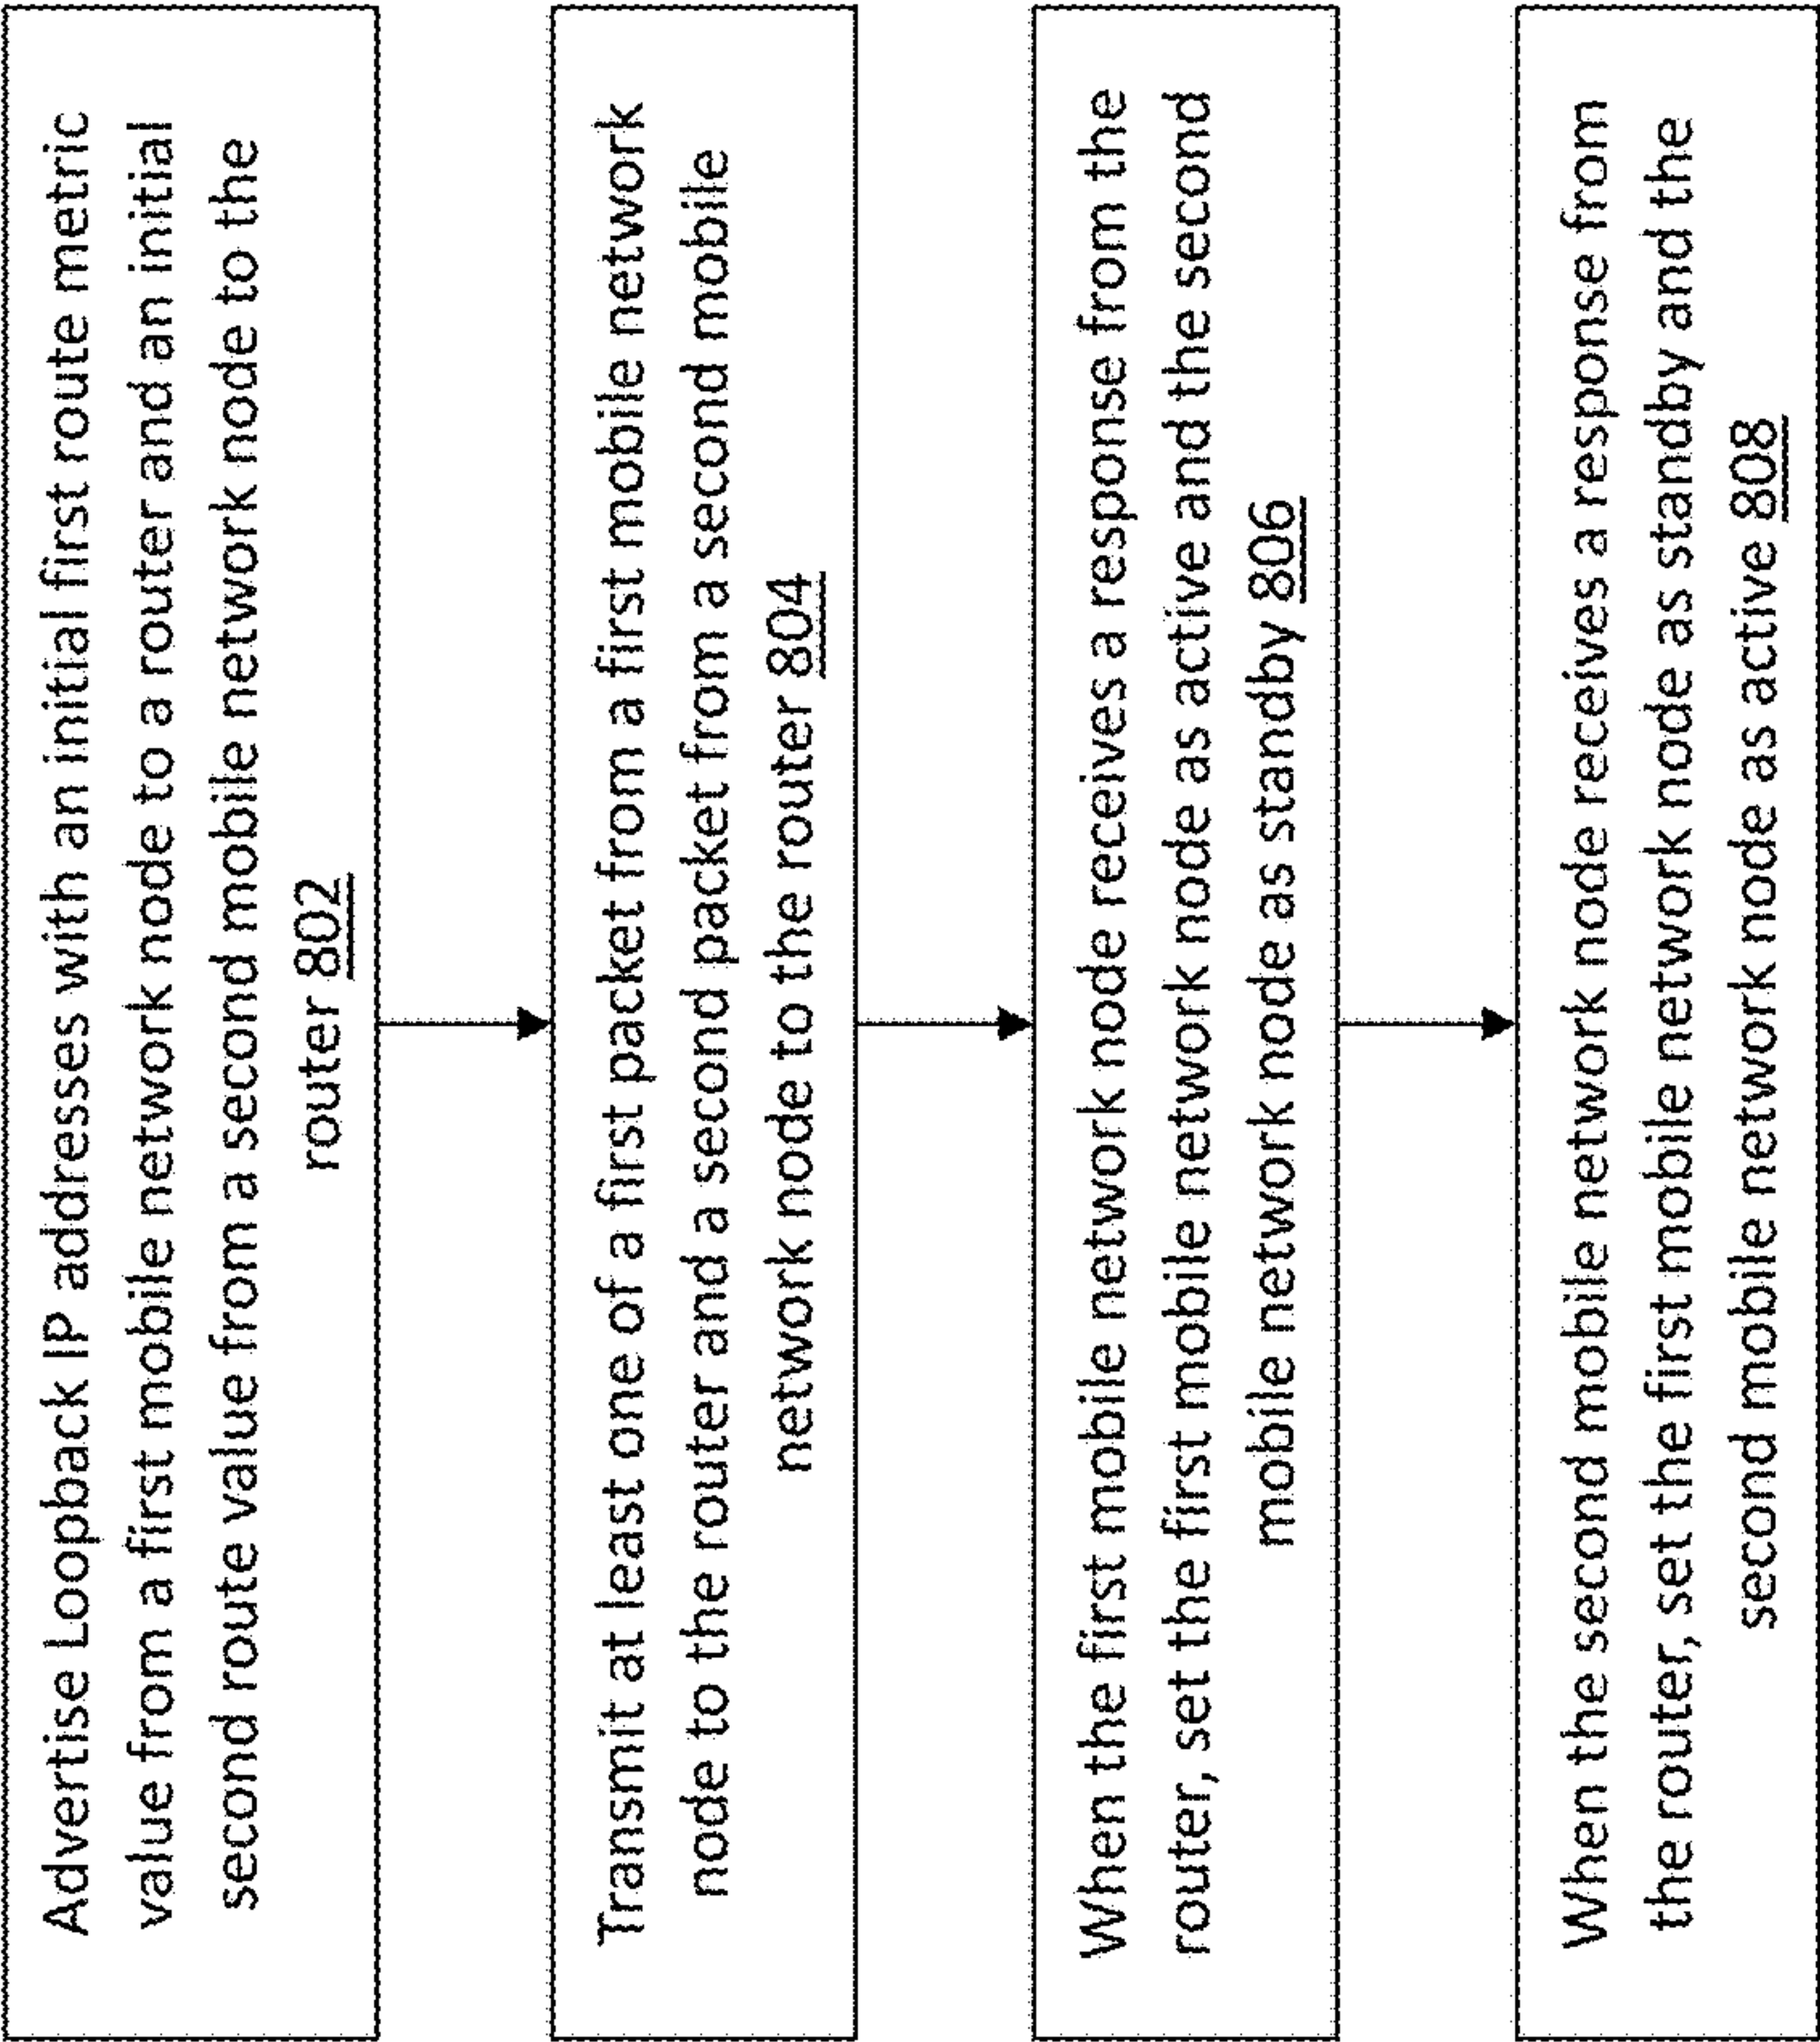 Advertise Loopback IP addresses with an initial first route metric
value from a first mobile network node to a router and an initial
second route value from a second mobile network node to the
router 802
Transmit at least one of a first packet from a first mobile network
node to the router and a second packet from a second mobile
network node to the router 804
When the first mobile network node receives a response from the
router, set the first mobile network node as active and the second
mobile network node as standby 806
When the second mobile network node receives a response from
the router, set the first mobile network node as standby and the
second mobile network node as active 808